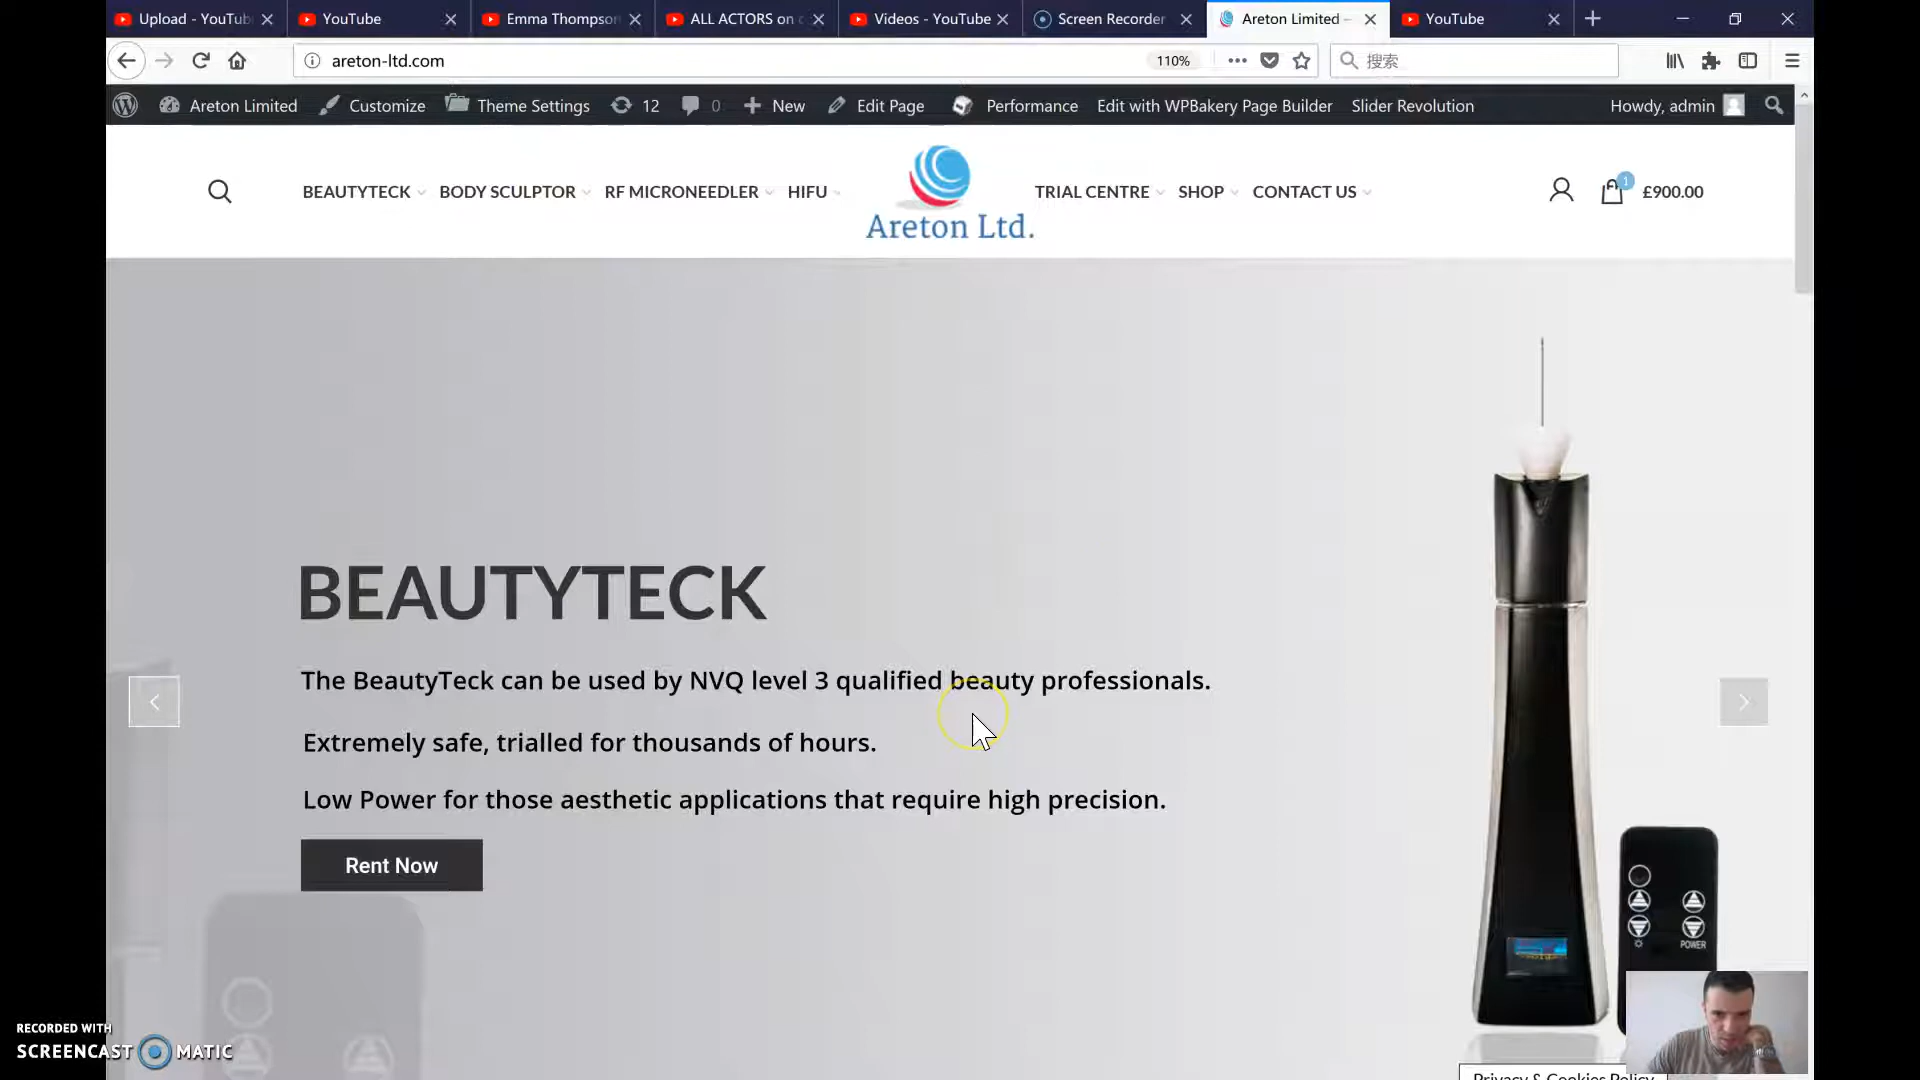 Upload - YouTub
YouTube
Emma Thompson
ALL ACTORS on
Videos - YouTube
Screen Recorder
Areton Limited –
YouTube
areton-ltd.com
110%
搜索
Areton Limited
Customize
Theme Settings
12
0
New
Edit Page
Performance
Edit with WPBakery Page Builder
Slider Revolution
Howdy, admin
BEAUTYTECK
BODY SCULPTOR
RF MICRONEEDLER
HIFU
Areton Ltd.
TRIAL CENTRE
SHOP
CONTACT US
1
£900.00
BEAUTYTECK
The BeautyTeck can be used by NVQ level 3 qualified beauty professionals.
Extremely safe, trialled for thousands of hours.
Low Power for those aesthetic applications that require high precision.
Rent Now
POWER
RECORDED WITH
SCREENCAST MATIC
Privacy & Cookies Policy